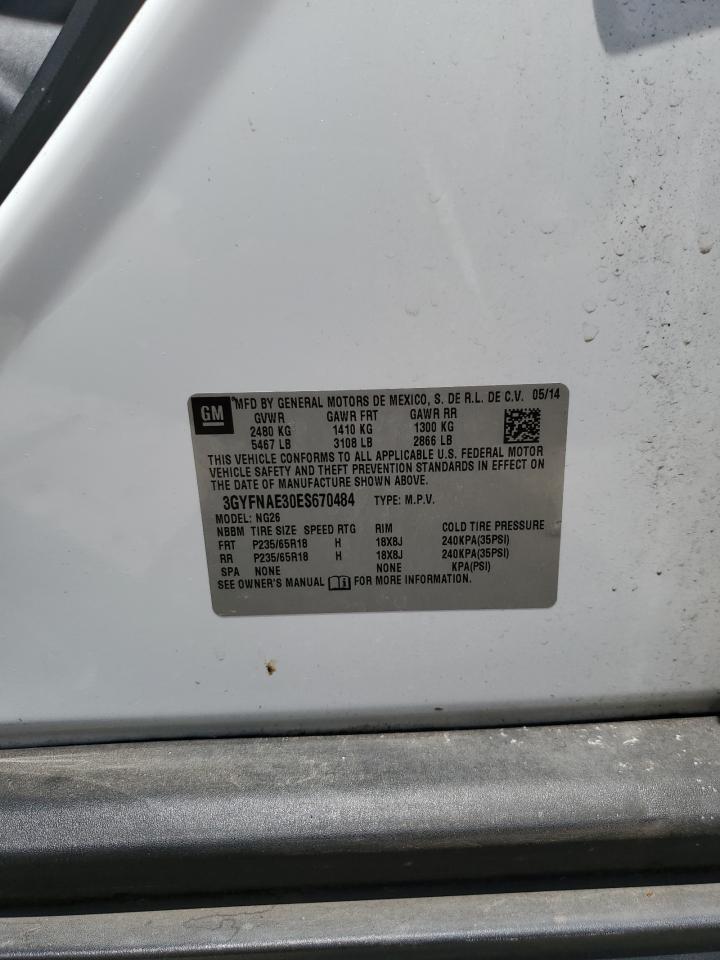 GM
MFD BY GENERAL MOTORS DE MEXICO, S. DE R.L. DE C.V. 05/14
GVWR GAWR FRT GAWR RR
2480 KG 1410 KG 1300 KG
5467 LB 3108 LB 2866 LB
THIS VEHICLE CONFORMS TO ALL APPLICABLE U.S. FEDERAL MOTOR
VEHICLE SAFETY AND THEFT PREVENTION STANDARDS IN EFFECT ON
THE DATE OF MANUFACTURE SHOWN ABOVE.
3GYFNAE30ES670484 TYPE: M.P.V.
MODEL: NG26
NBBM TIRE SIZE SPEED RTG RIM COLD TIRE PRESSURE
FRT P235/65R18 H 18X8J 240KPA(35PSI)
RR P235/65R18 H 18X8J 240KPA(35PSI)
SPA NONE NONE KPA(PSI)
SEE OWNER'S MANUAL FOR MORE INFORMATION.